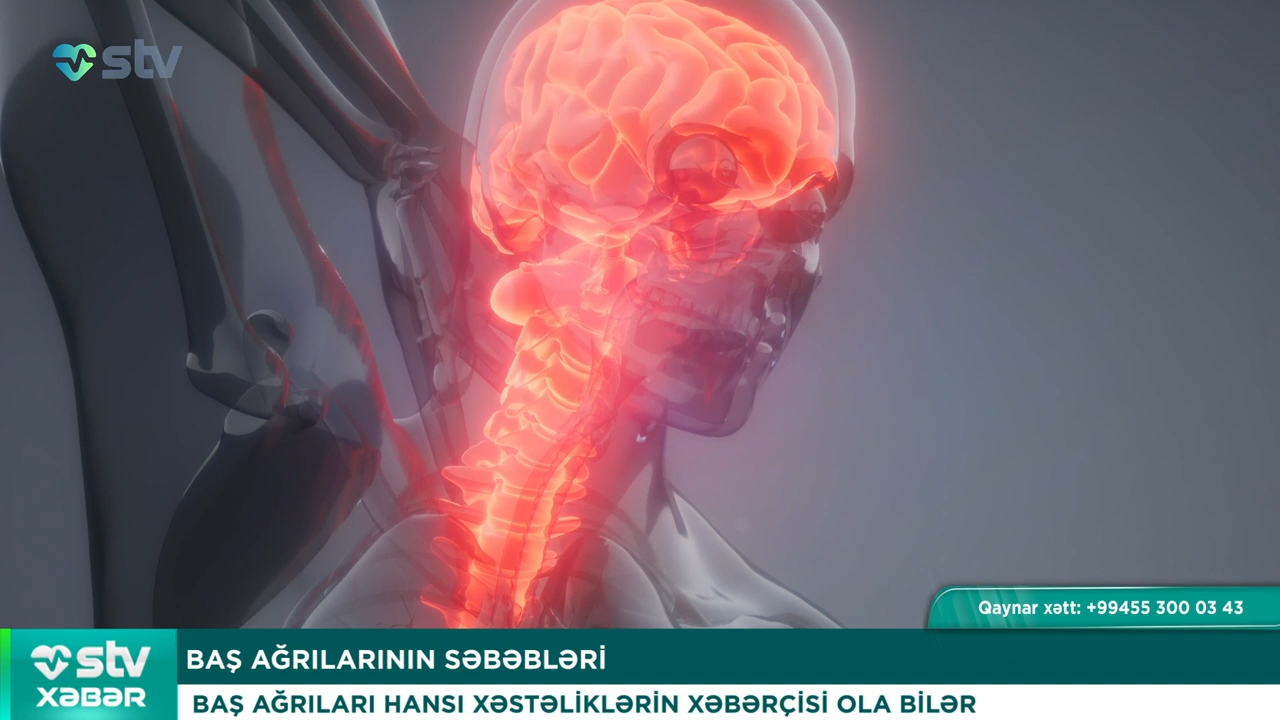 stv
Qaynar xətt: +99455 300 03 43
stv
XƏBƏR
BAŞ AĞRILARININ SƏBƏBLƏRİ
BAŞ AĞRILARI HANSI XƏSTƏLİKLƏRİN XƏBƏRÇİSİ OLA BİLƏR